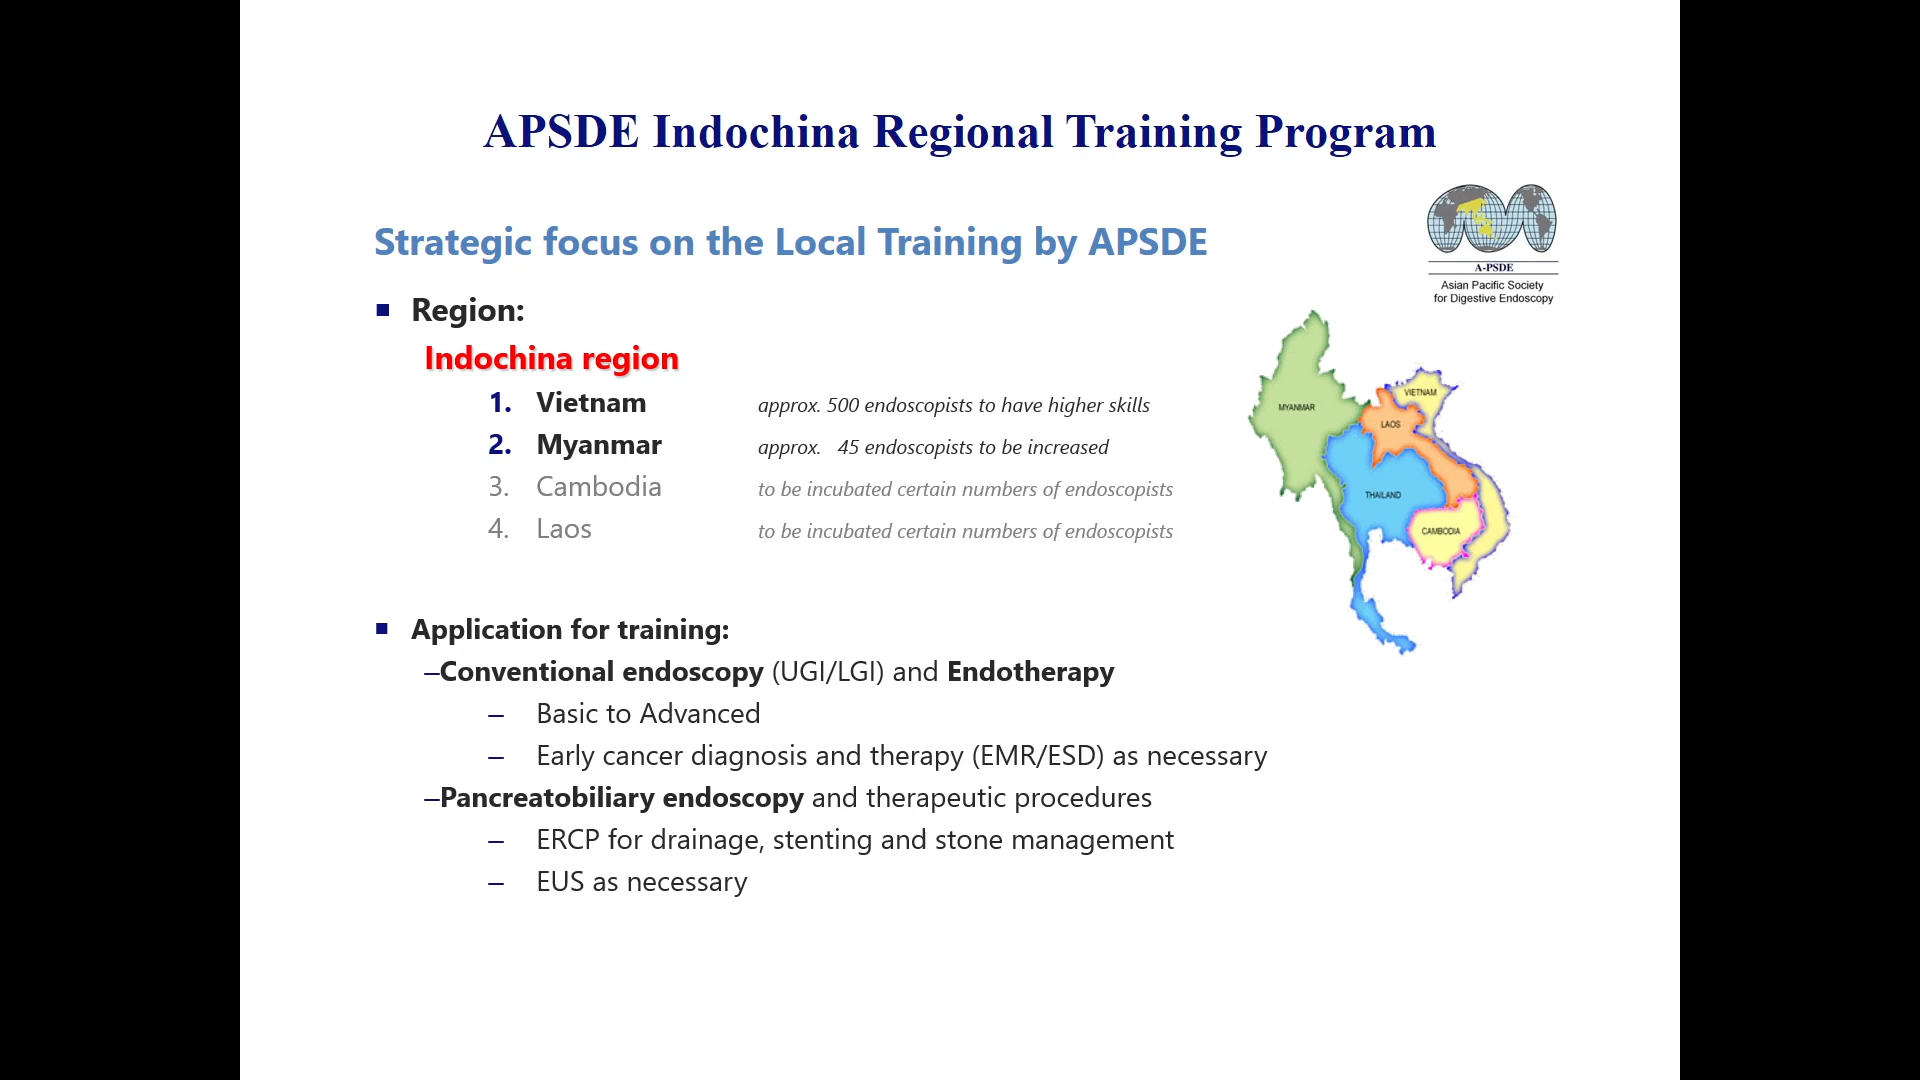 APSDE Indochina Regional Training Program
Strategic focus on the Local Training by APSDE
A-PSDE
Asian Pacific Society
for Digestive Endoscopy
▪ Region:
Indochina region
1. Vietnam approx. 500 endoscopists to have higher skills
2. Myanmar approx. 45 endoscopists to be increased
3. Cambodia to be incubated certain numbers of endoscopists
4. Laos to be incubated certain numbers of endoscopists
MYANMAR
VIETNAM
LAOS
THAILAND
CAMBODIA
▪ Application for training:
–Conventional endoscopy (UGI/LGI) and Endotherapy
– Basic to Advanced
– Early cancer diagnosis and therapy (EMR/ESD) as necessary
–Pancreatobiliary endoscopy and therapeutic procedures
– ERCP for drainage, stenting and stone management
– EUS as necessary